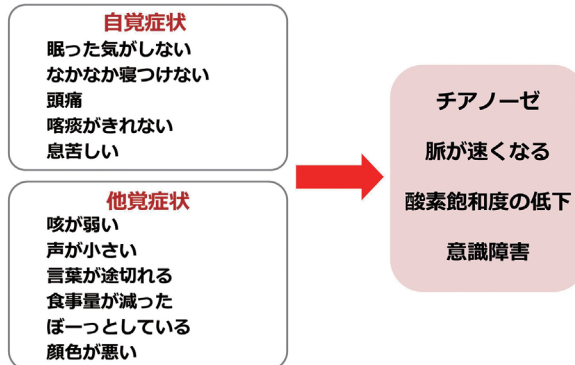 自覚症状
眠った気がしない
なかなか寝つけない
頭痛
喀痰がきれない
息苦しい
他覚症状
咳が弱い
声が小さい
言葉が途切れる
食事量が減った
ぼーっとしている
顔色が悪い
チアノーゼ
脈が速くなる
酸素飽和度の低下
意識障害